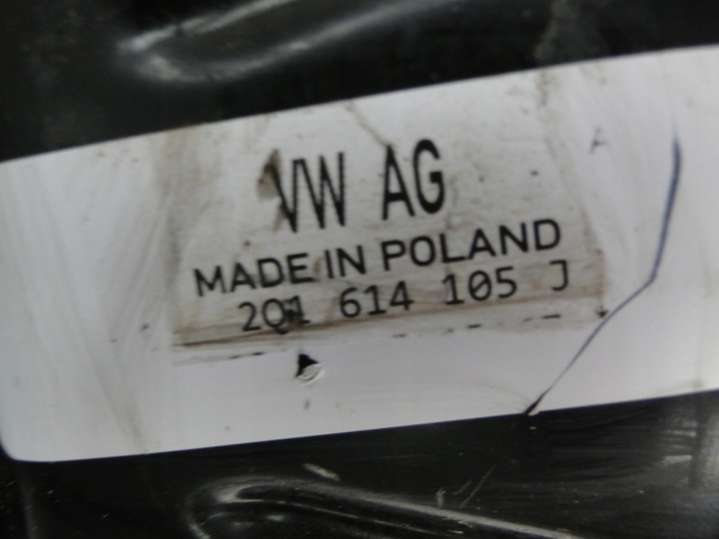 VW AG
MADE IN POLAND
2Q1 614 105 J